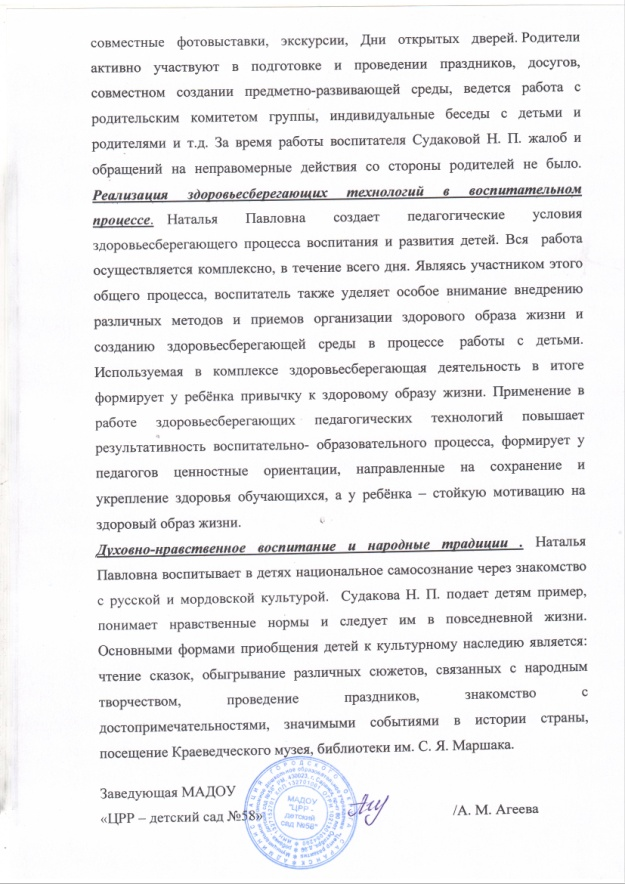 совместные фотовыставки, экскурсии, Дни открытых дверей. Родители
активно участвуют в подготовке и проведении праздников, досугов,
совместном создании предметно-развивающей среды, ведется работа с
родительским комитетом группы, индивидуальные беседы с детьми и
родителями и т.д. За время работы воспитателя Судаковой Н. П. жалоб и
обращений на неправомерные действия со стороны родителей не было.
Реализация здоровьесберегающих технологий в воспитательном
процессе. Наталья Павловна создает педагогические условия
здоровьесберегающего процесса воспитания и развития детей. Вся работа
осуществляется комплексно, в течение всего дня. Являясь участником этого
общего процесса, воспитатель также уделяет особое внимание внедрению
различных методов и приемов организации здорового образа жизни и
созданию здоровьесберегающей среды в процессе работы с детьми.
Используемая в комплексе здоровьесберегающая деятельность в итоге
формирует у ребёнка привычку к здоровому образу жизни. Применение в
работе здоровьесберегающих педагогических технологий повышает
результативность воспитательно- образовательного процесса, формирует у
педагогов ценностные ориентации, направленные на сохранение и
укрепление здоровья обучающихся, а у ребёнка – стойкую мотивацию на
здоровый образ жизни.
Духовно-нравственное воспитание и народные традиции . Наталья
Павловна воспитывает в детях национальное самосознание через знакомство
с русской и мордовской культурой. Судакова Н. П. подает детям пример,
понимает нравственные нормы и следует им в повседневной жизни.
Основными формами приобщения детей к культурному наследию является:
чтение сказок, обыгрывание различных сюжетов, связанных с народным
творчеством, проведение праздников, знакомство с
достопримечательностями, значимыми событиями в истории страны,
посещение Краеведческого музея, библиотеки им. С. Я. Маршака.
Заведующая МАДОУ
«ЦРР – детский сад №58» /А. М. Агеева
МАДОУ
"ЦРР -
детский
сад №58"